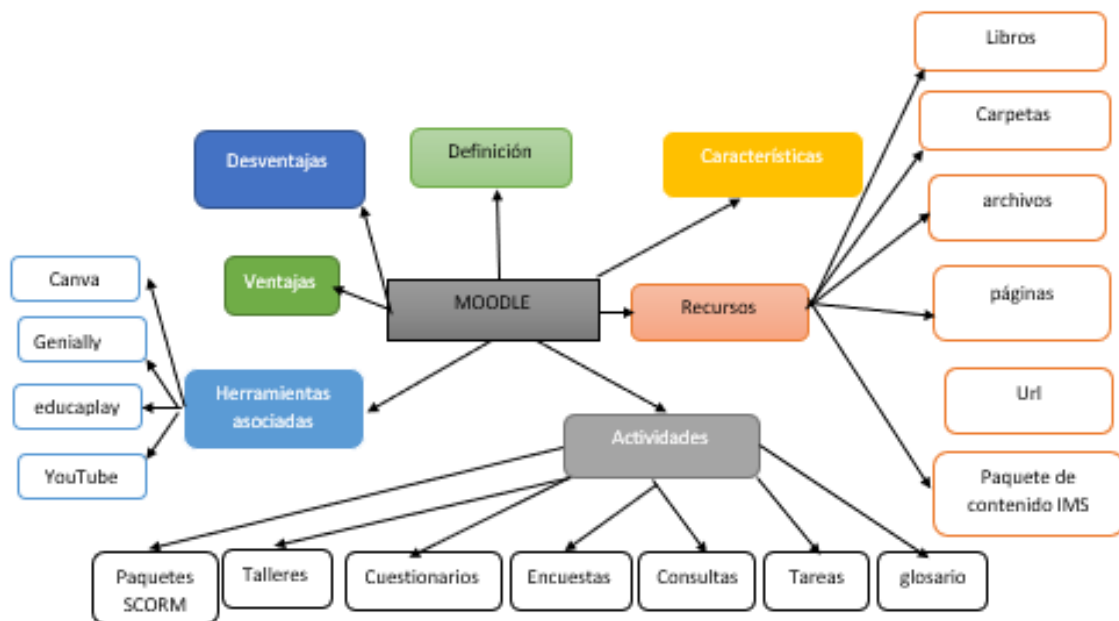 Libros
Carpetas
archivos
páginas
Url
Paquete de
contenido IMS
Desventajas
Definición
Características
Ventajas
MOODLE
Recursos
Canva
Genially
educaplay
YouTube
Herramientas
asociadas
Actividades
Paquetes
SCORM
Talleres
Cuestionarios
Encuestas
Consultas
Tareas
glosario